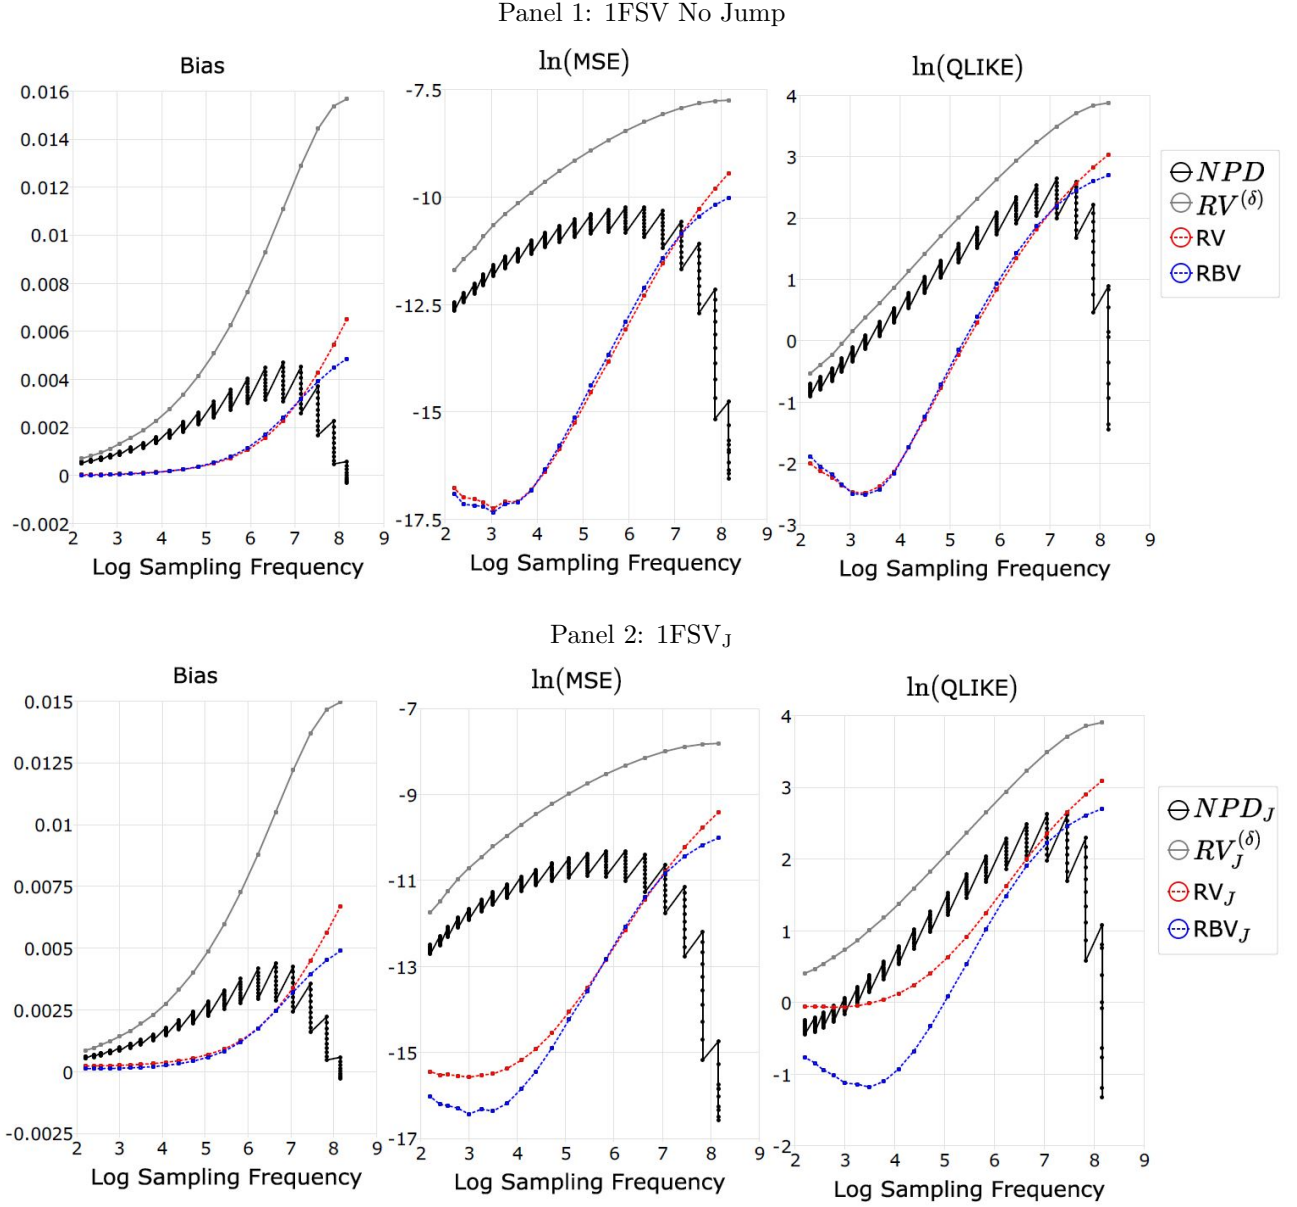 Panel 1: 1FSV No Jump
Bias
ln(MSE)
ln(QLIKE)
0.016
0.014
0.012
0.01
0.008
0.006
0.004
0.002
0
-0.002
2 3 4 5 6 7 8 9
Log Sampling Frequency
-7.5
-10
-12.5
-15
-17.5
2 3 4 5 6 7 8 9
Log Sampling Frequency
4
3
2
1
0
-1
-2
-3
2 3 4 5 6 7 8 9
Log Sampling Frequency
NPD
RV^(δ)
RV
RBV
Panel 2: 1FSV_J
Bias
ln(MSE)
ln(QLIKE)
0.015
0.0125
0.01
0.0075
0.005
0.0025
0
-0.0025
2 3 4 5 6 7 8 9
Log Sampling Frequency
-7
-9
-11
-13
-15
-17
2 3 4 5 6 7 8 9
Log Sampling Frequency
4
3
2
1
0
-1
-2
2 3 4 5 6 7 8 9
Log Sampling Frequency
NPD_J
RV_J^(δ)
RV_J
RBV_J